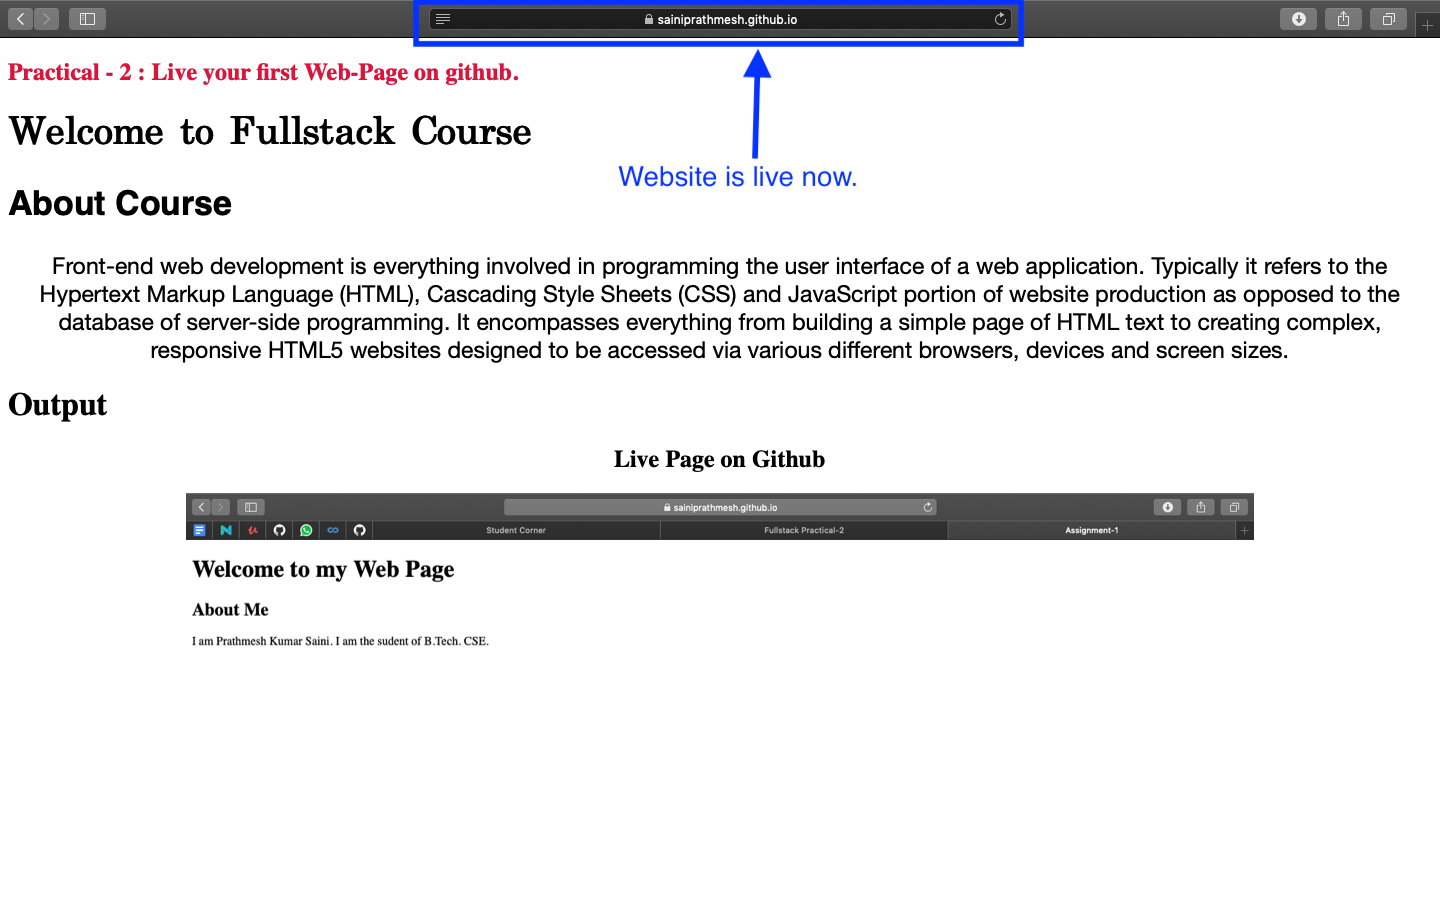 sainiprathmesh.github.io
Practical - 2 : Live your first Web-Page on github.
Welcome to Fullstack Course
Website is live now.
About Course
Front-end web development is everything involved in programming the user interface of a web application. Typically it refers to the
Hypertext Markup Language (HTML), Cascading Style Sheets (CSS) and JavaScript portion of website production as opposed to the
database of server-side programming. It encompasses everything from building a simple page of HTML text to creating complex,
responsive HTML5 websites designed to be accessed via various different browsers, devices and screen sizes.
Output
Live Page on Github
sainiprathmesh.github.io
Student Corner
Fullstack Practical-2
Assignment-1
Welcome to my Web Page
About Me
I am Prathmesh Kumar Saini. I am the sudent of B.Tech. CSE.